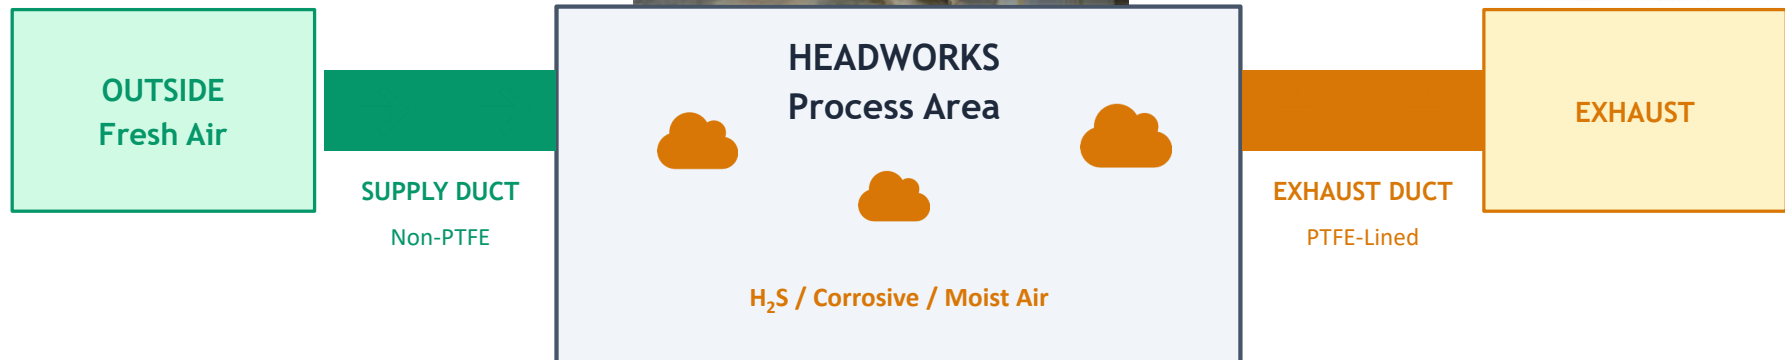 OUTSIDE
Fresh Air
SUPPLY DUCT
Non-PTFE
HEADWORKS
Process Area
H₂S / Corrosive / Moist Air
EXHAUST DUCT
PTFE-Lined
EXHAUST